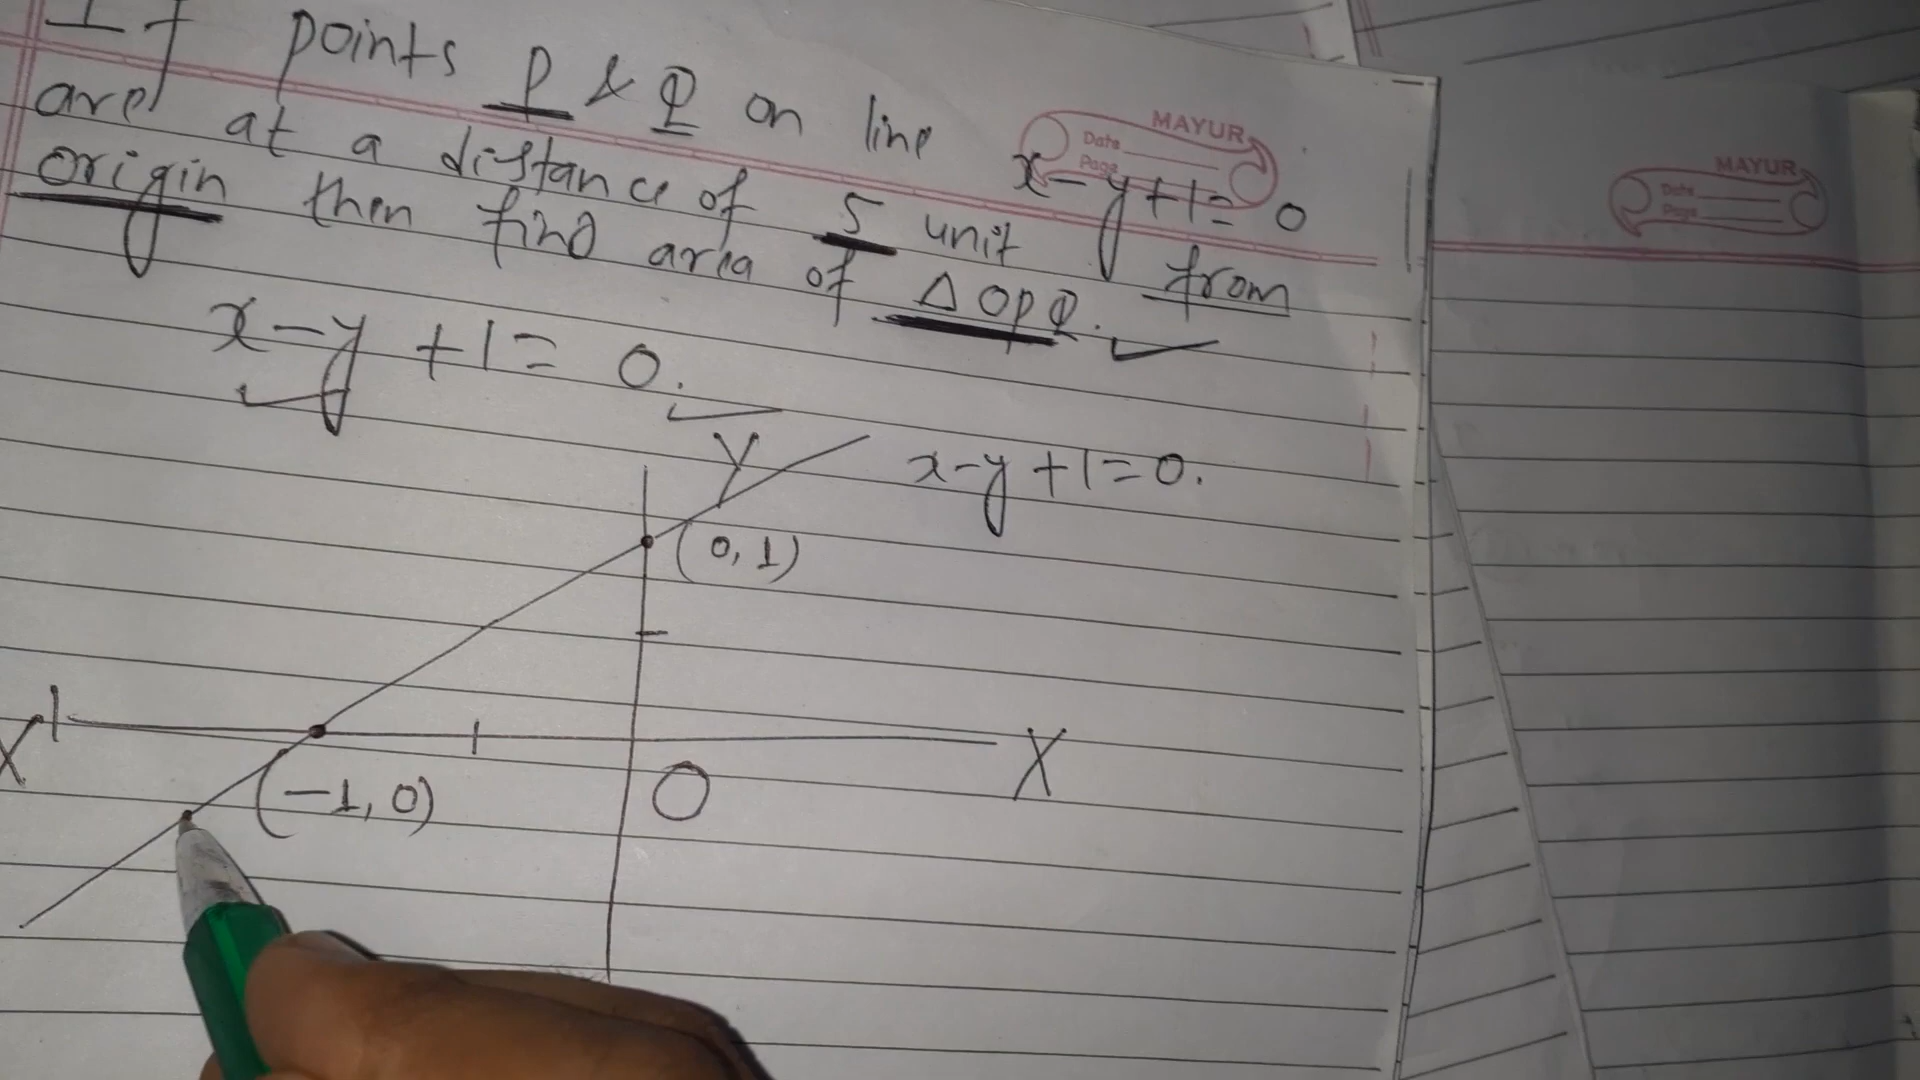 If points P & Q on line x-y+1=0
are at a distance of 5 unit from
origin then find area of Δ OPQ.
x-y+1=0.
Y
x-y+1=0.
(0,1)
X'
X
(-1,0)
O
MAYUR
Date
Page
MAYUR
Date
Page